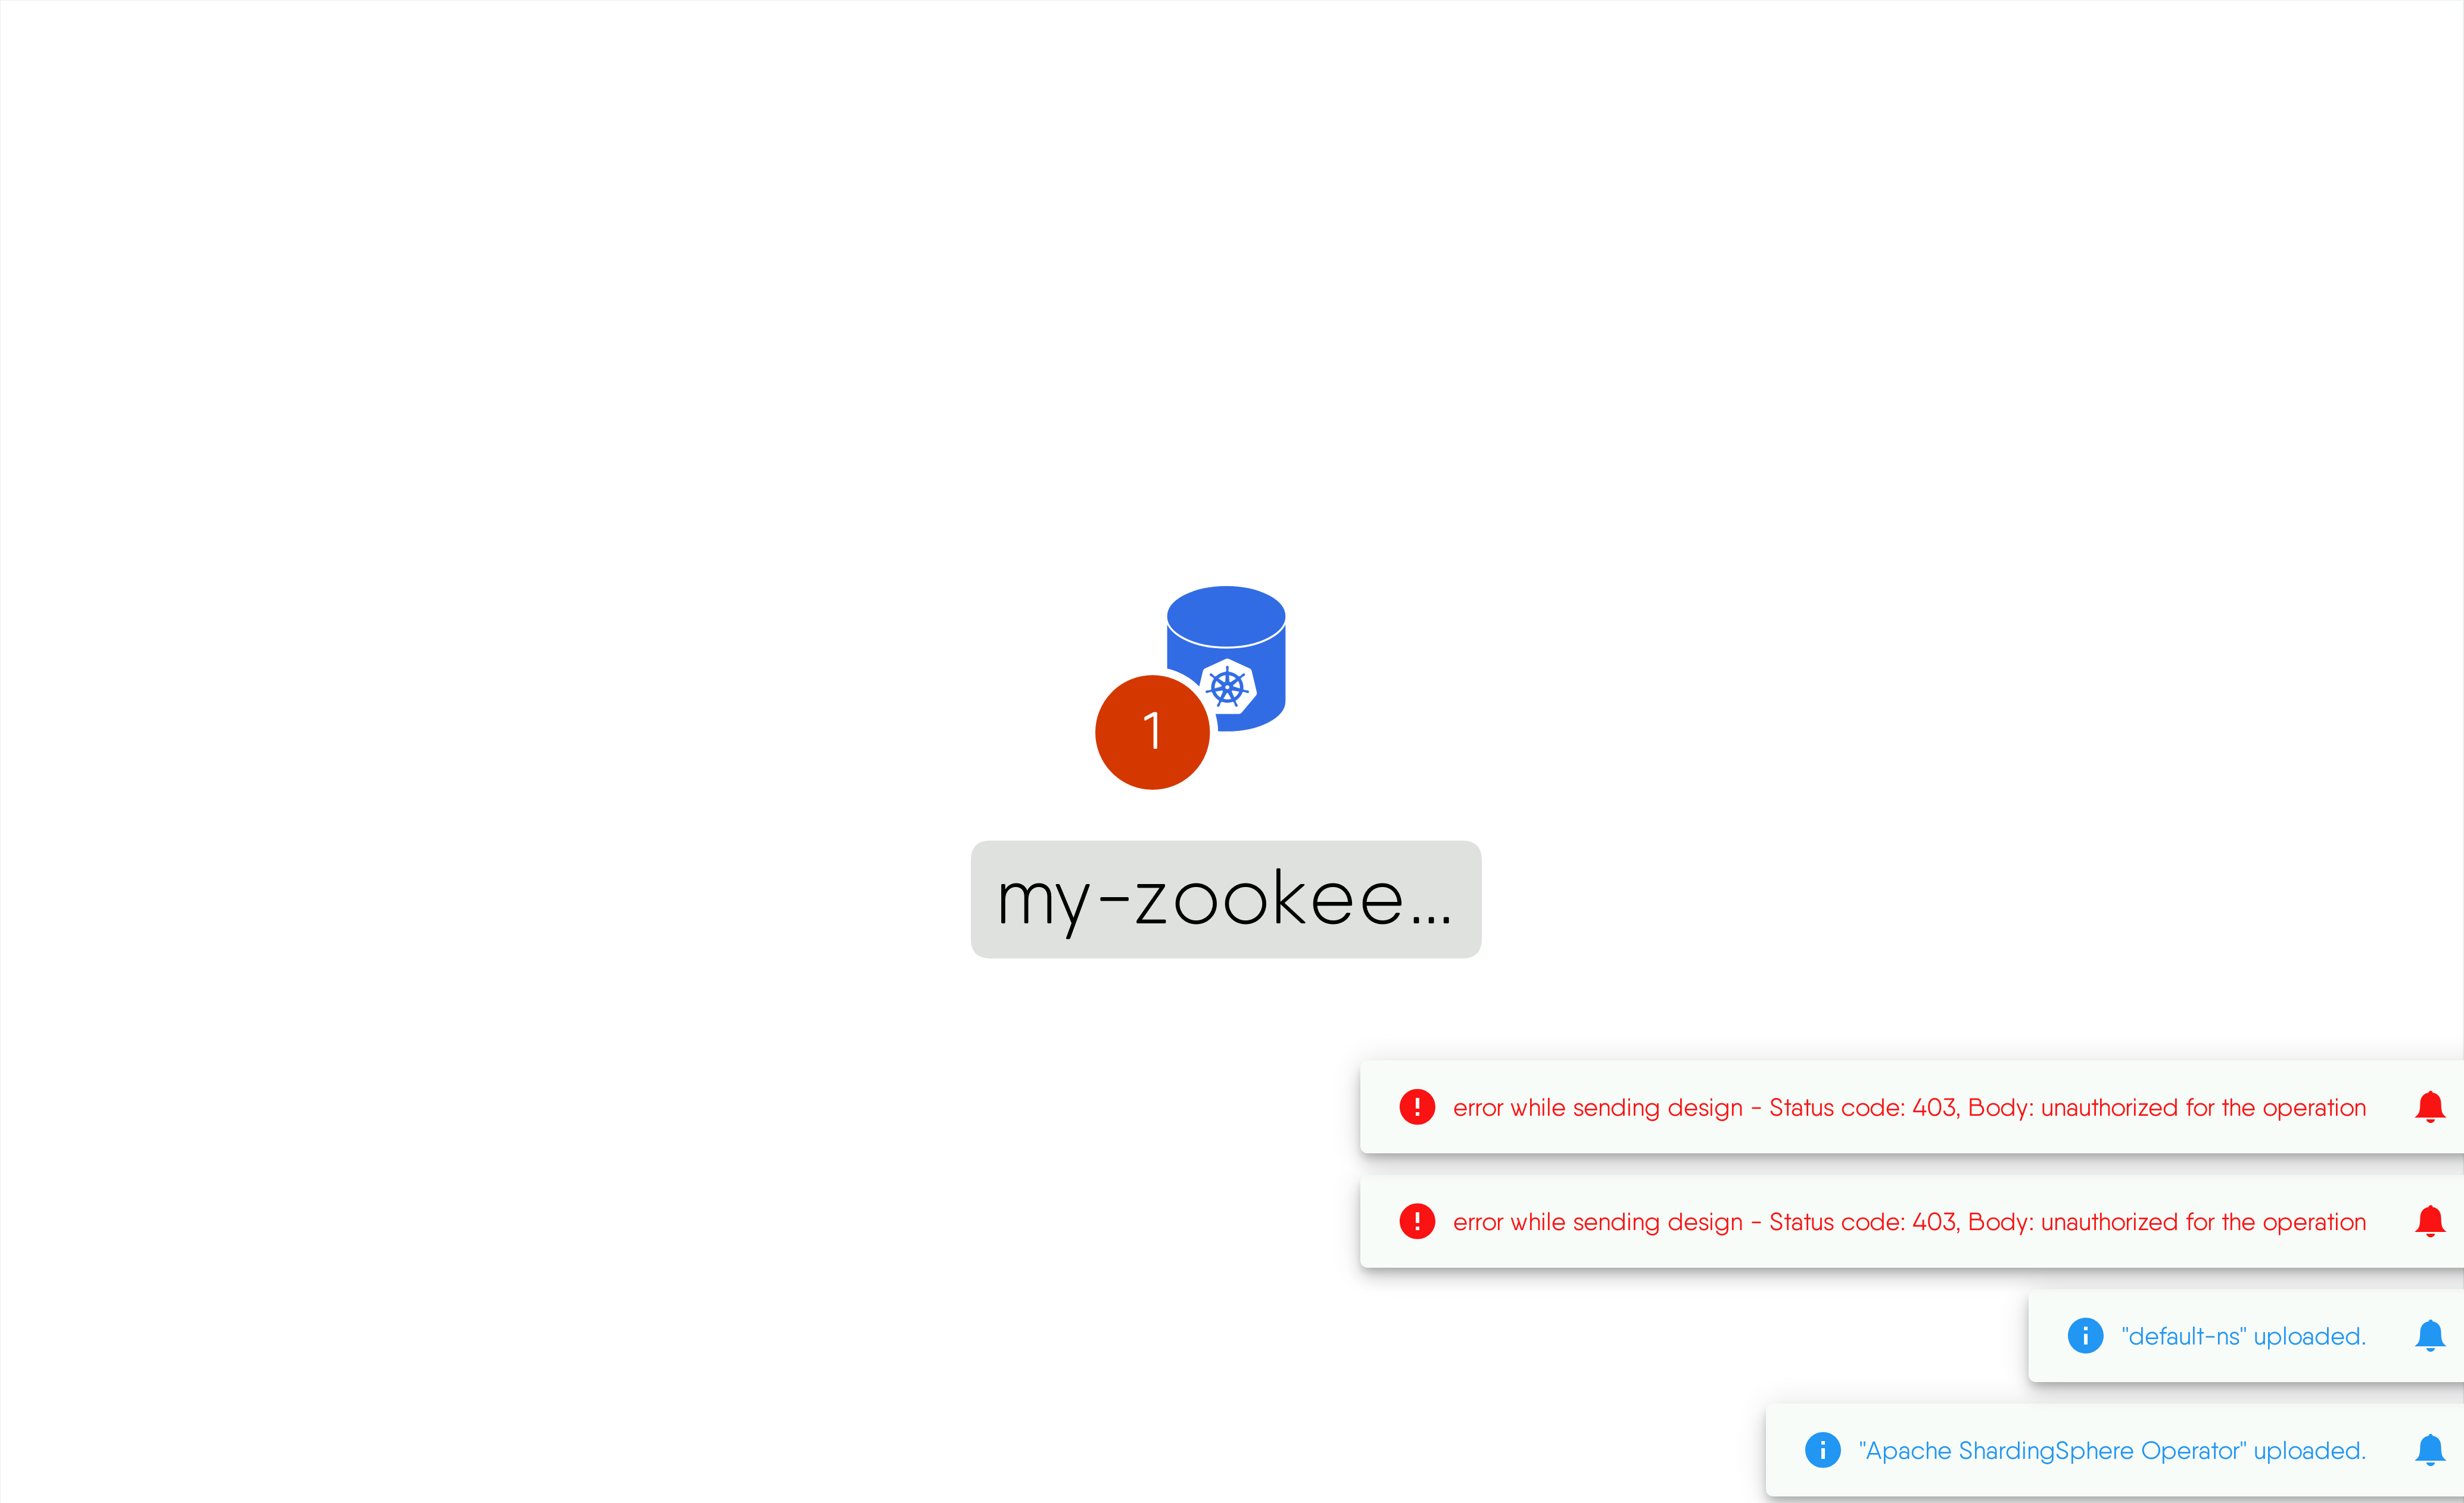 1
my-zookee...
error while sending design - Status code: 403, Body: unauthorized for the operation
error while sending design - Status code: 403, Body: unauthorized for the operation
"default-ns" uploaded.
"Apache ShardingSphere Operator" uploaded.